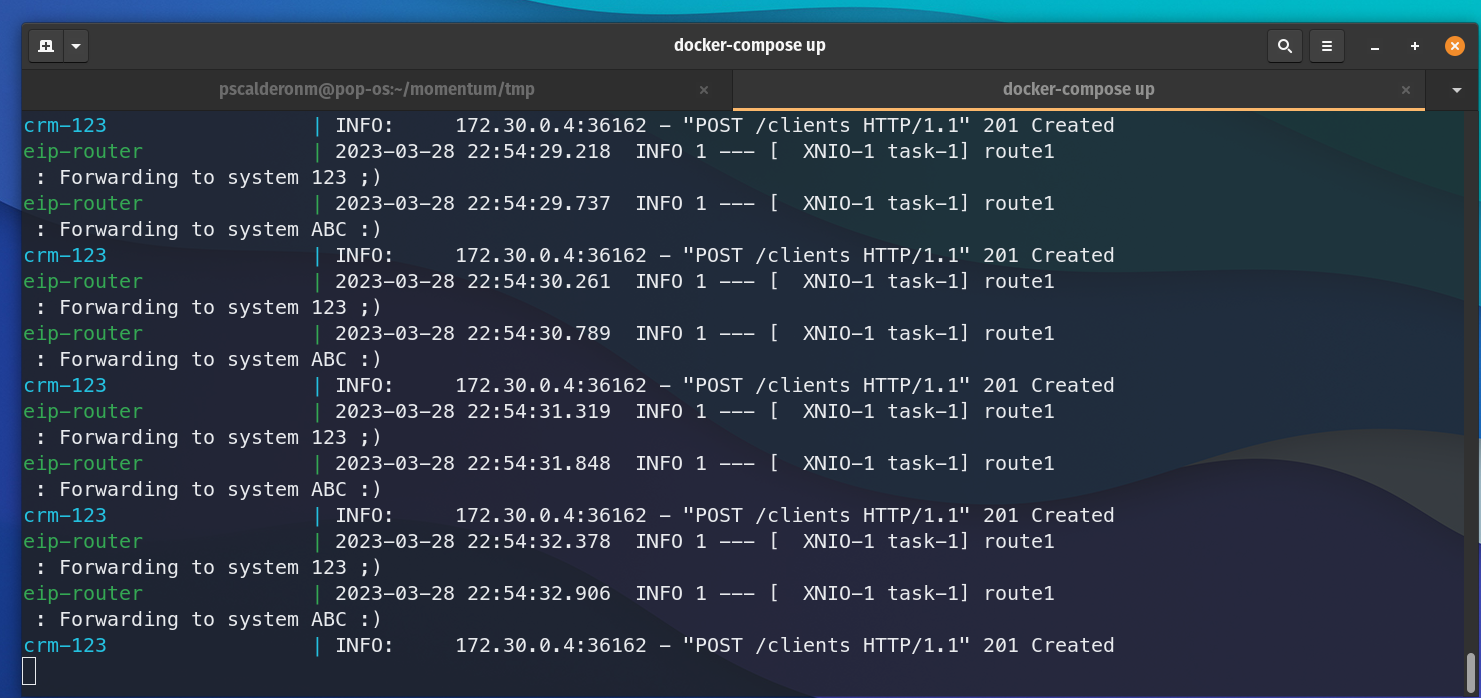 docker-compose up
pscalderonm@pop-os:~/momentum/tmp
docker-compose up
crm-123 | INFO: 172.30.0.4:36162 - "POST /clients HTTP/1.1" 201 Created
eip-router | 2023-03-28 22:54:29.218 INFO 1 --- [ XNIO-1 task-1] route1
: Forwarding to system 123 ;)
eip-router | 2023-03-28 22:54:29.737 INFO 1 --- [ XNIO-1 task-1] route1
: Forwarding to system ABC :)
crm-123 | INFO: 172.30.0.4:36162 - "POST /clients HTTP/1.1" 201 Created
eip-router | 2023-03-28 22:54:30.261 INFO 1 --- [ XNIO-1 task-1] route1
: Forwarding to system 123 ;)
eip-router | 2023-03-28 22:54:30.789 INFO 1 --- [ XNIO-1 task-1] route1
: Forwarding to system ABC :)
crm-123 | INFO: 172.30.0.4:36162 - "POST /clients HTTP/1.1" 201 Created
eip-router | 2023-03-28 22:54:31.319 INFO 1 --- [ XNIO-1 task-1] route1
: Forwarding to system 123 ;)
eip-router | 2023-03-28 22:54:31.848 INFO 1 --- [ XNIO-1 task-1] route1
: Forwarding to system ABC :)
crm-123 | INFO: 172.30.0.4:36162 - "POST /clients HTTP/1.1" 201 Created
eip-router | 2023-03-28 22:54:32.378 INFO 1 --- [ XNIO-1 task-1] route1
: Forwarding to system 123 ;)
eip-router | 2023-03-28 22:54:32.906 INFO 1 --- [ XNIO-1 task-1] route1
: Forwarding to system ABC :)
crm-123 | INFO: 172.30.0.4:36162 - "POST /clients HTTP/1.1" 201 Created